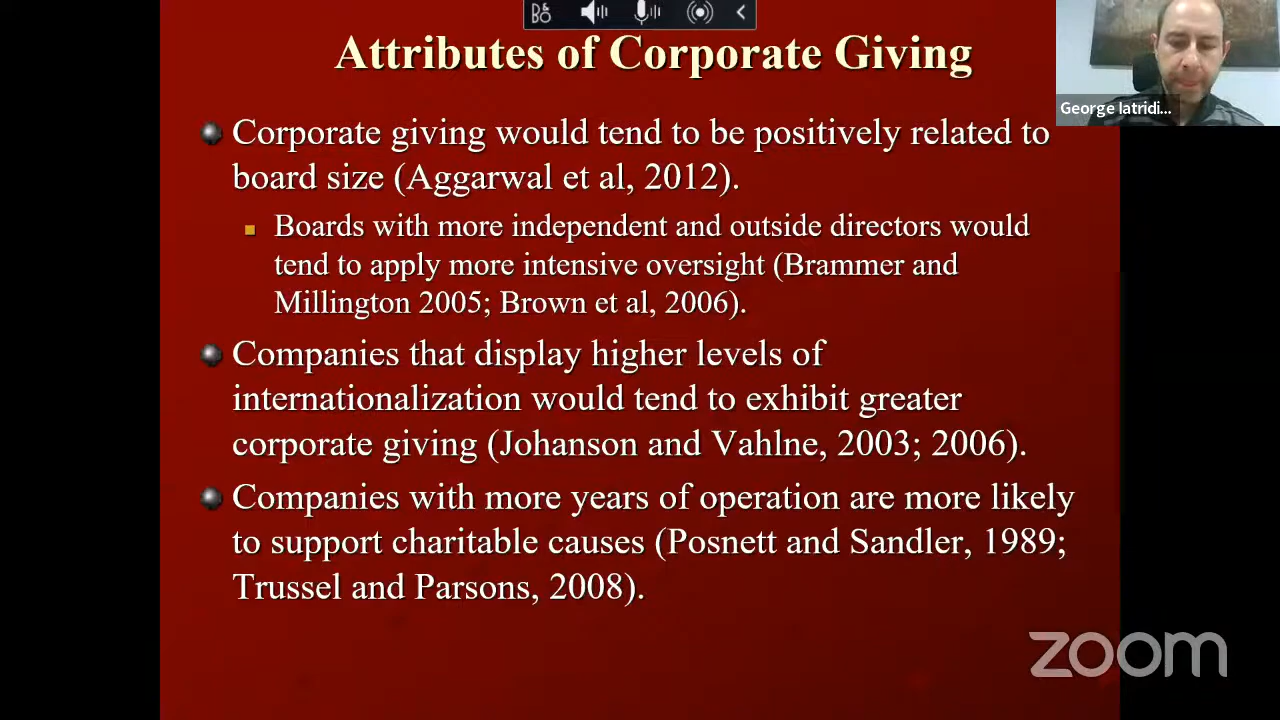 Attributes of Corporate Giving
George Iatridi...
Corporate giving would tend to be positively related to
board size (Aggarwal et al, 2012).
Boards with more independent and outside directors would
tend to apply more intensive oversight (Brammer and
Millington 2005; Brown et al, 2006).
Companies that display higher levels of
internationalization would tend to exhibit greater
corporate giving (Johanson and Vahlne, 2003; 2006).
Companies with more years of operation are more likely
to support charitable causes (Posnett and Sandler, 1989;
Trussel and Parsons, 2008).
zoom